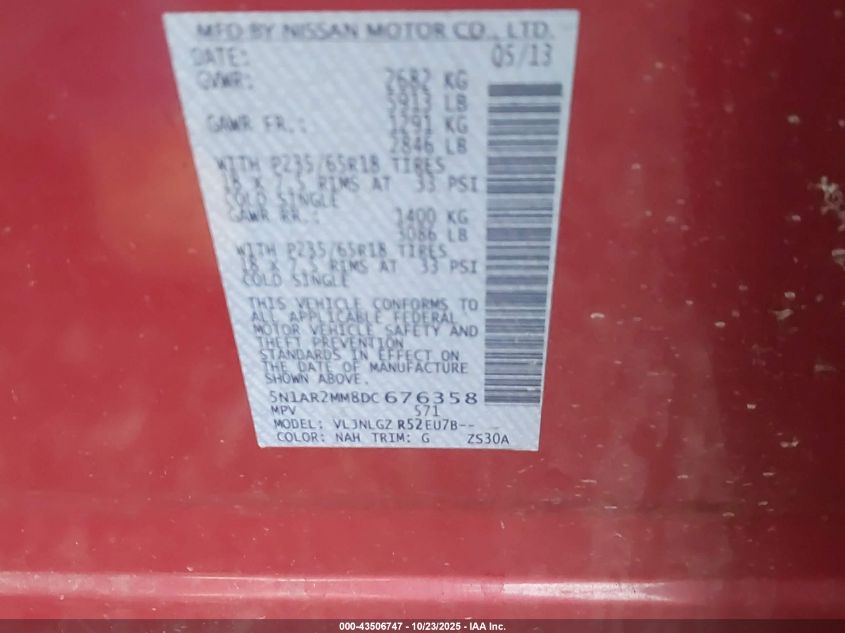 MFD BY NISSAN MOTOR CO., LTD.
DATE: 05/13
GVWR: 2682 KG
5913 LB
GAWR FR.: 1291 KG
2846 LB
WITH P235/65R18 TIRES
18 X 7.5 RIMS AT 33 PSI
COLD SINGLE
GAWR RR.: 1400 KG
3086 LB
WITH P235/65R18 TIRES
18 X 7.5 RIMS AT 33 PSI
COLD SINGLE
THIS VEHICLE CONFORMS TO
ALL APPLICABLE FEDERAL
MOTOR VEHICLE SAFETY AND
THEFT PREVENTION
STANDARDS IN EFFECT ON
THE DATE OF MANUFACTURE
SHOWN ABOVE.
5N1AR2MM8DC676358
MPV 571
MODEL: VLJNLGZ R52EU7B--
COLOR: NAH TRIM: G ZS30A
000-43506747 - 10/23/2025 - IAA Inc.